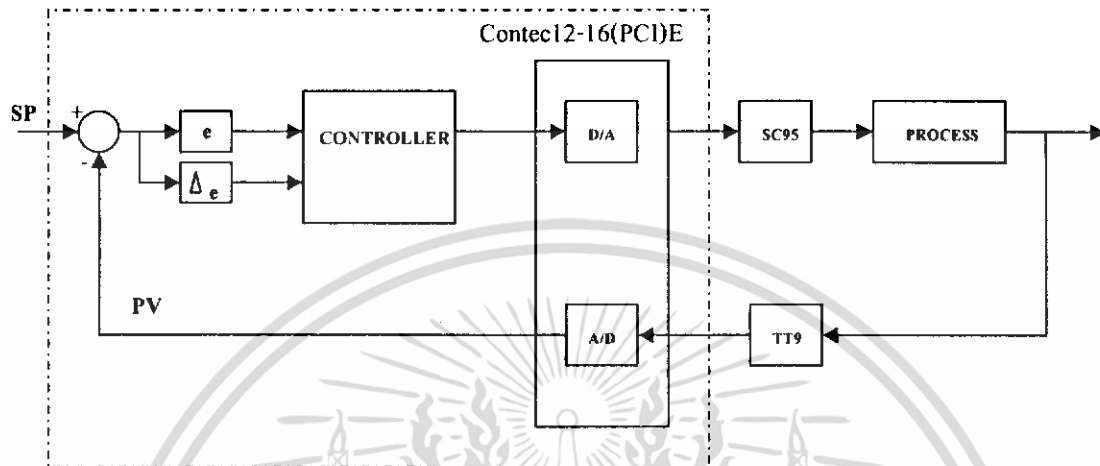 Contec12-16(PCI)E
SP
+
-
e
Δe
CONTROLLER
D/A
SC95
PROCESS
PV
A/D
TT9